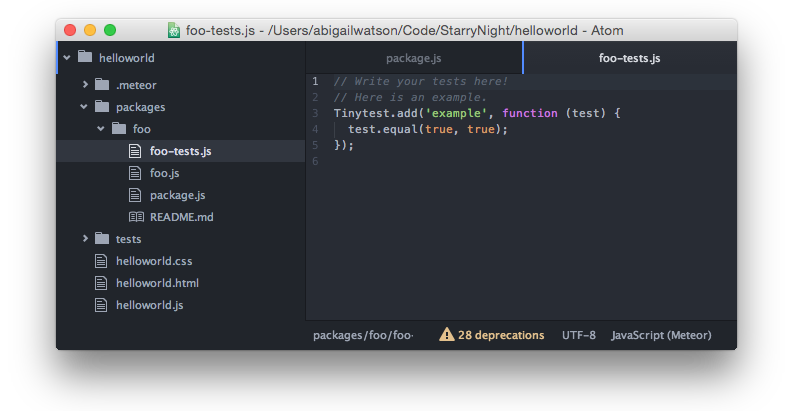 foo-tests.js - /Users/abigailwatson/Code/StarryNight/helloworld - Atom
helloworld
.meteor
packages
foo
foo-tests.js
foo.js
package.js
README.md
tests
helloworld.css
helloworld.html
helloworld.js
package.js
foo-tests.js
1 // Write your tests here!
2 // Here is an example.
3 Tinytest.add('example', function (test) {
4   test.equal(true, true);
5 });
6
packages/foo/foo-
28 deprecations
UTF-8
JavaScript (Meteor)